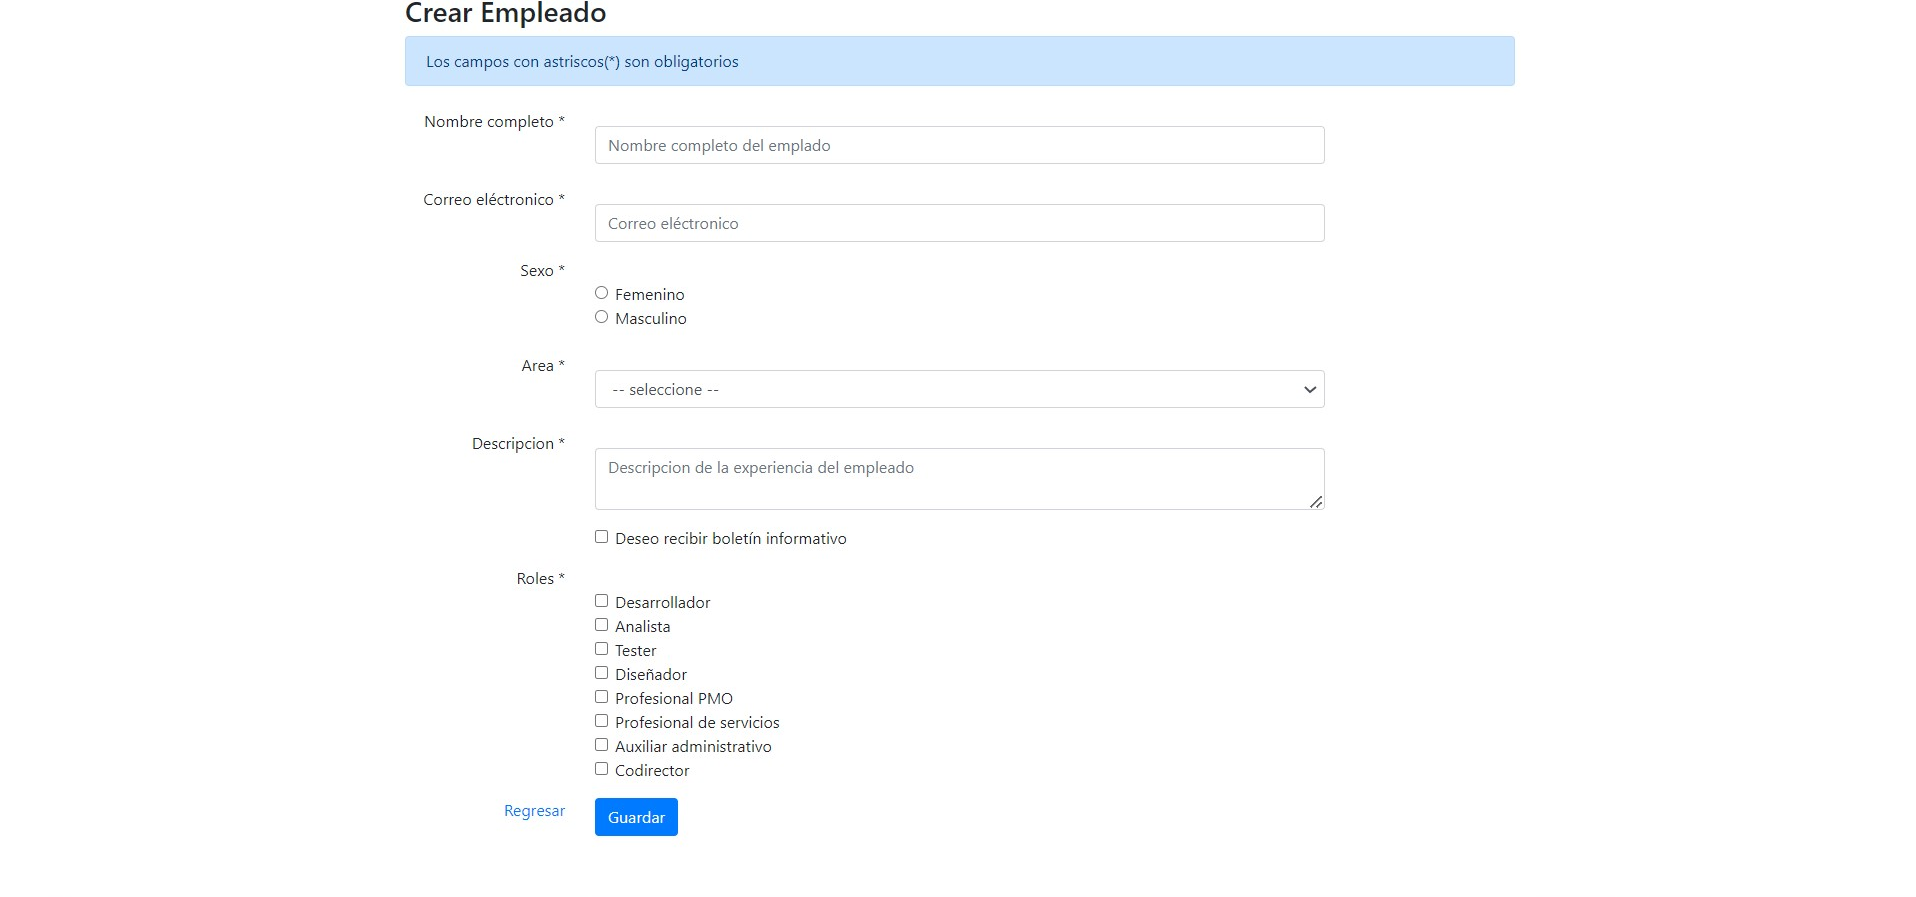 Crear Empleado
Los campos con astriscos(*) son obligatorios
Nombre completo *
Nombre completo del emplado
Correo eléctronico *
Correo eléctronico
Sexo *
Femenino
Masculino
Area *
-- seleccione --
Descripcion *
Descripcion de la experiencia del empleado
Deseo recibir boletín informativo
Roles *
Desarrollador
Analista
Tester
Diseñador
Profesional PMO
Profesional de servicios
Auxiliar administrativo
Codirector
Regresar
Guardar